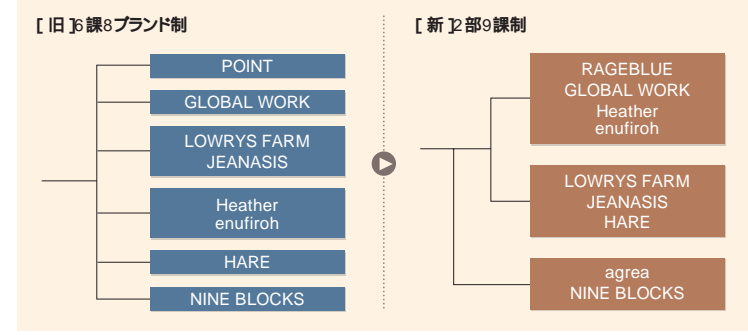 [旧]6課8ブランド制
POINT
GLOBAL WORK
LOWRYS FARM
JEANASIS
Heather
enufiroh
HARE
NINE BLOCKS
[新]2部9課制
RAGEBLUE
GLOBAL WORK
Heather
enufiroh
LOWRYS FARM
JEANASIS
HARE
agrea
NINE BLOCKS